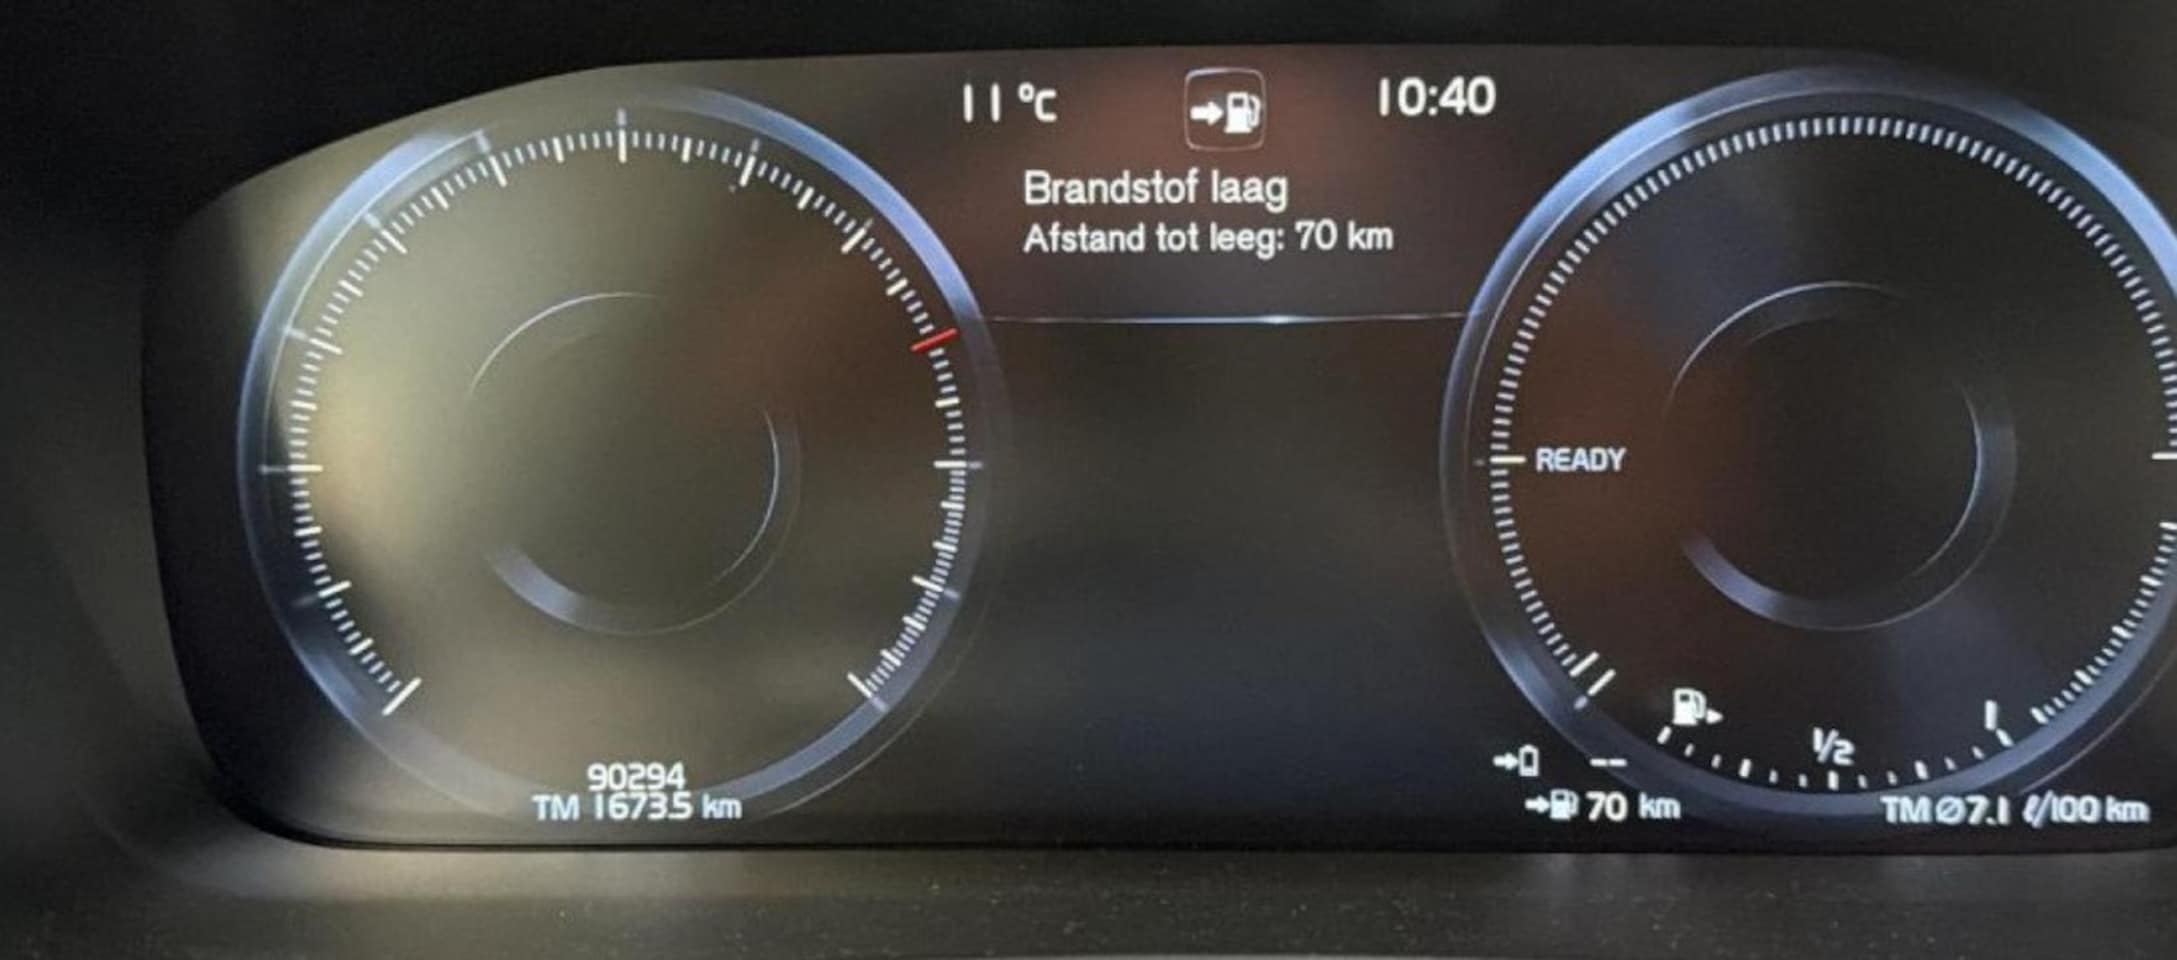 11 °C
10:40
Brandstof laag
Afstand tot leeg: 70 km
READY
1/2
1
90294
TM 1673.5 km
--
70 km
TM Ø7.1 ℓ/100 km